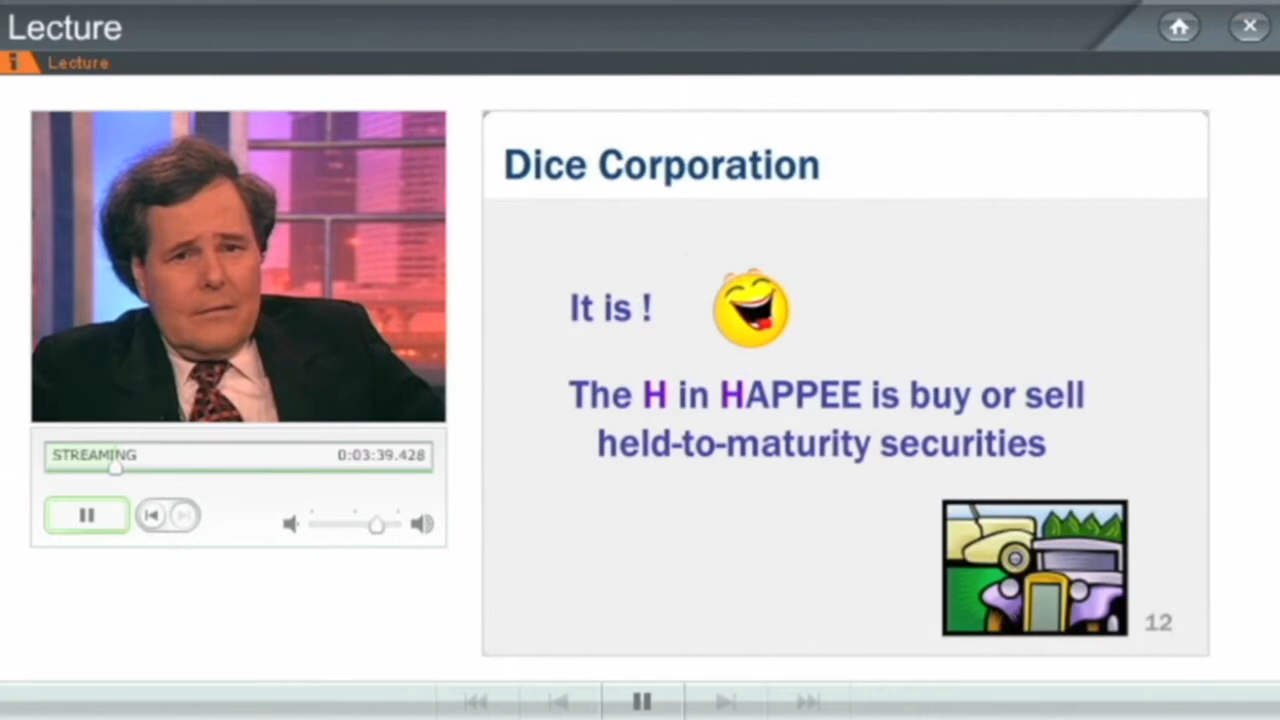 Lecture
i Lecture
Dice Corporation
It is !
The H in HAPPEE is buy or sell
held-to-maturity securities
STREAMING 0:03:39.428
12